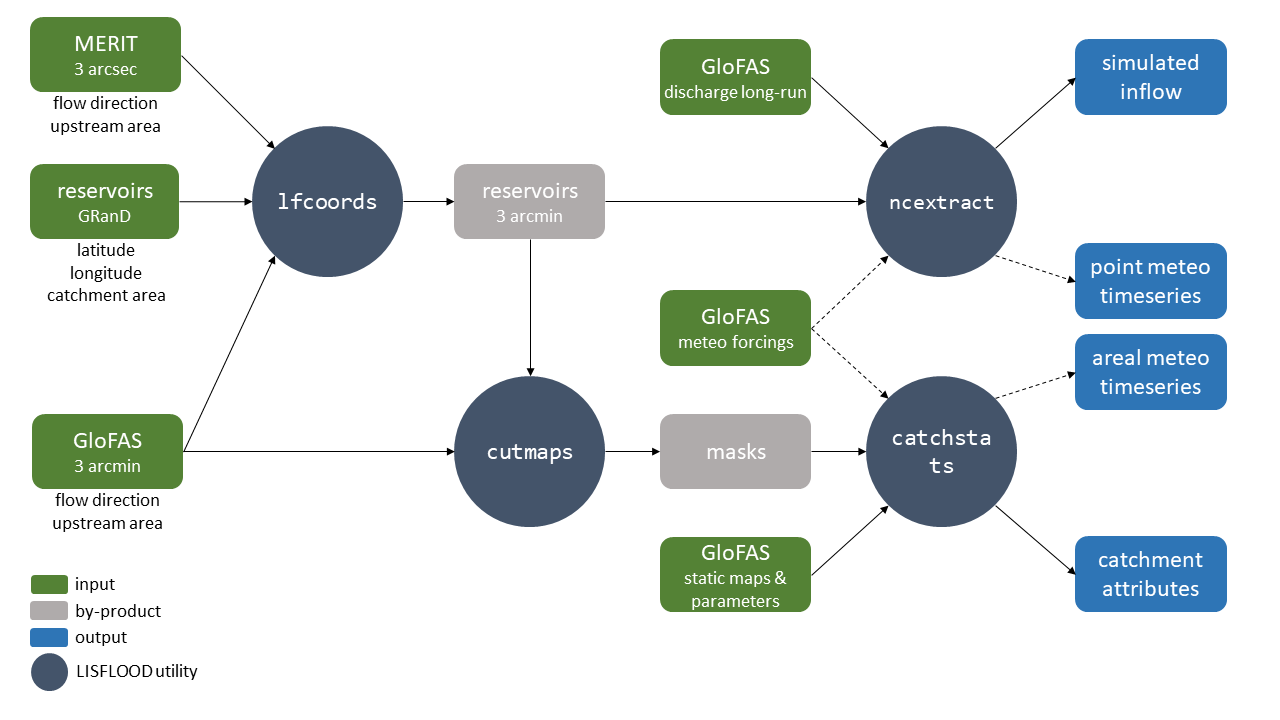 MERIT
3 arcsec
flow direction
upstream area
reservoirs
GRanD
latitude
longitude
catchment area
lfcoords
reservoirs
3 arcmin
GloFAS
discharge long-run
ncextract
simulated
inflow
point meteo
timeseries
GloFAS
meteo forcings
areal meteo
timeseries
GloFAS
3 arcmin
flow direction
upstream area
cutmaps
masks
catchsta
ts
GloFAS
static maps &
parameters
catchment
attributes
input
by-product
output
LISFLOOD utility